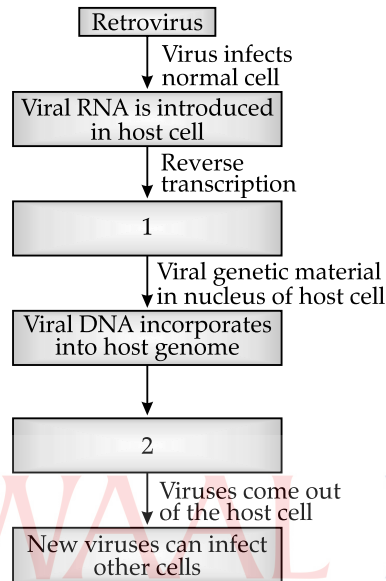 Retrovirus
Virus infects
normal cell
Viral RNA is introduced
in host cell
Reverse
transcription
1
Viral genetic material
in nucleus of host cell
Viral DNA incorporates
into host genome
2
Viruses come out
of the host cell
New viruses can infect
other cells